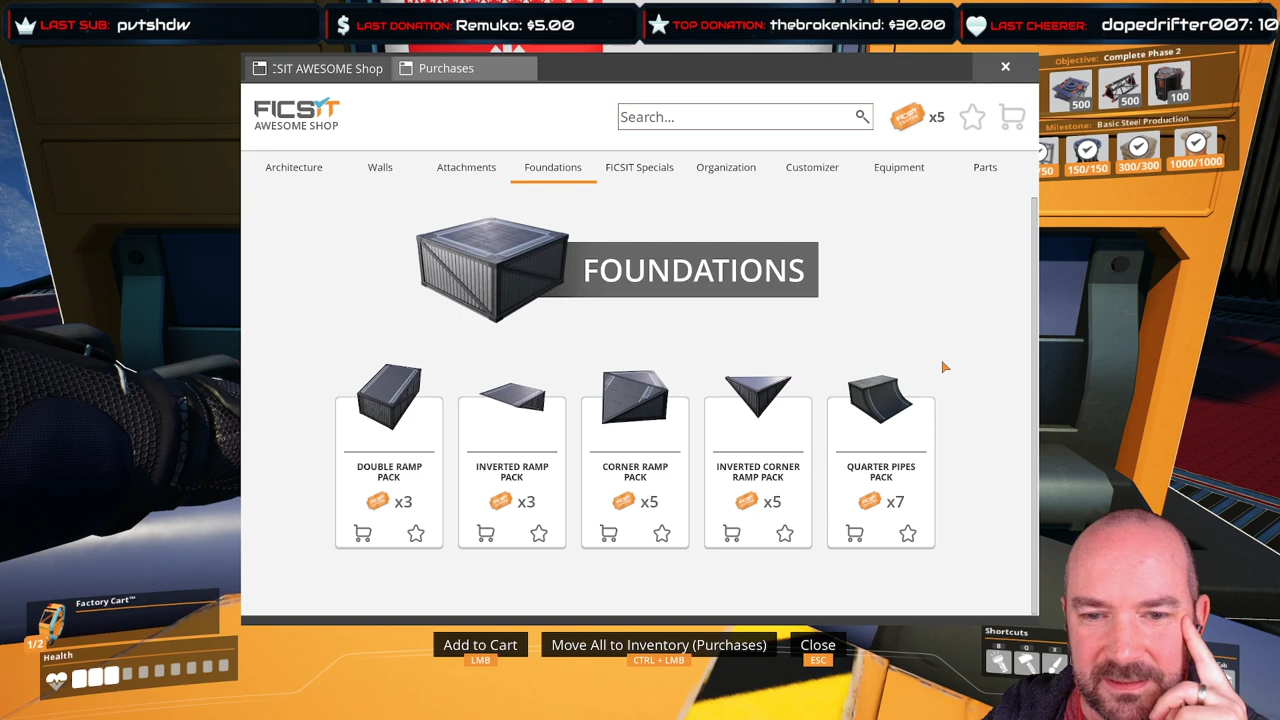 LAST SUB: pvtshdw
LAST DONATION: Remuko: $5.00
TOP DONATION: thebrokenkind: $30.00
LAST CHEERER: dopedrifter007: 10
SIT AWESOME Shop
Purchases
Objective: Complete Phase 2
500
500
100
Milestone: Basic Steel Production
/50
150/150
300/300
1000/1000
FICSIT
AWESOME SHOP
Search...
x5
Architecture
Walls
Attachments
Foundations
FICSIT Specials
Organization
Customizer
Equipment
Parts
FOUNDATIONS
DOUBLE RAMP
PACK
x3
INVERTED RAMP
PACK
x3
CORNER RAMP
PACK
x5
INVERTED CORNER
RAMP PACK
x5
QUARTER PIPES
PACK
x7
Factory Cart™
1/2
Health
Add to Cart
LMB
Move All to Inventory (Purchases)
CTRL + LMB
Close
ESC
Shortcuts
B
Q
X